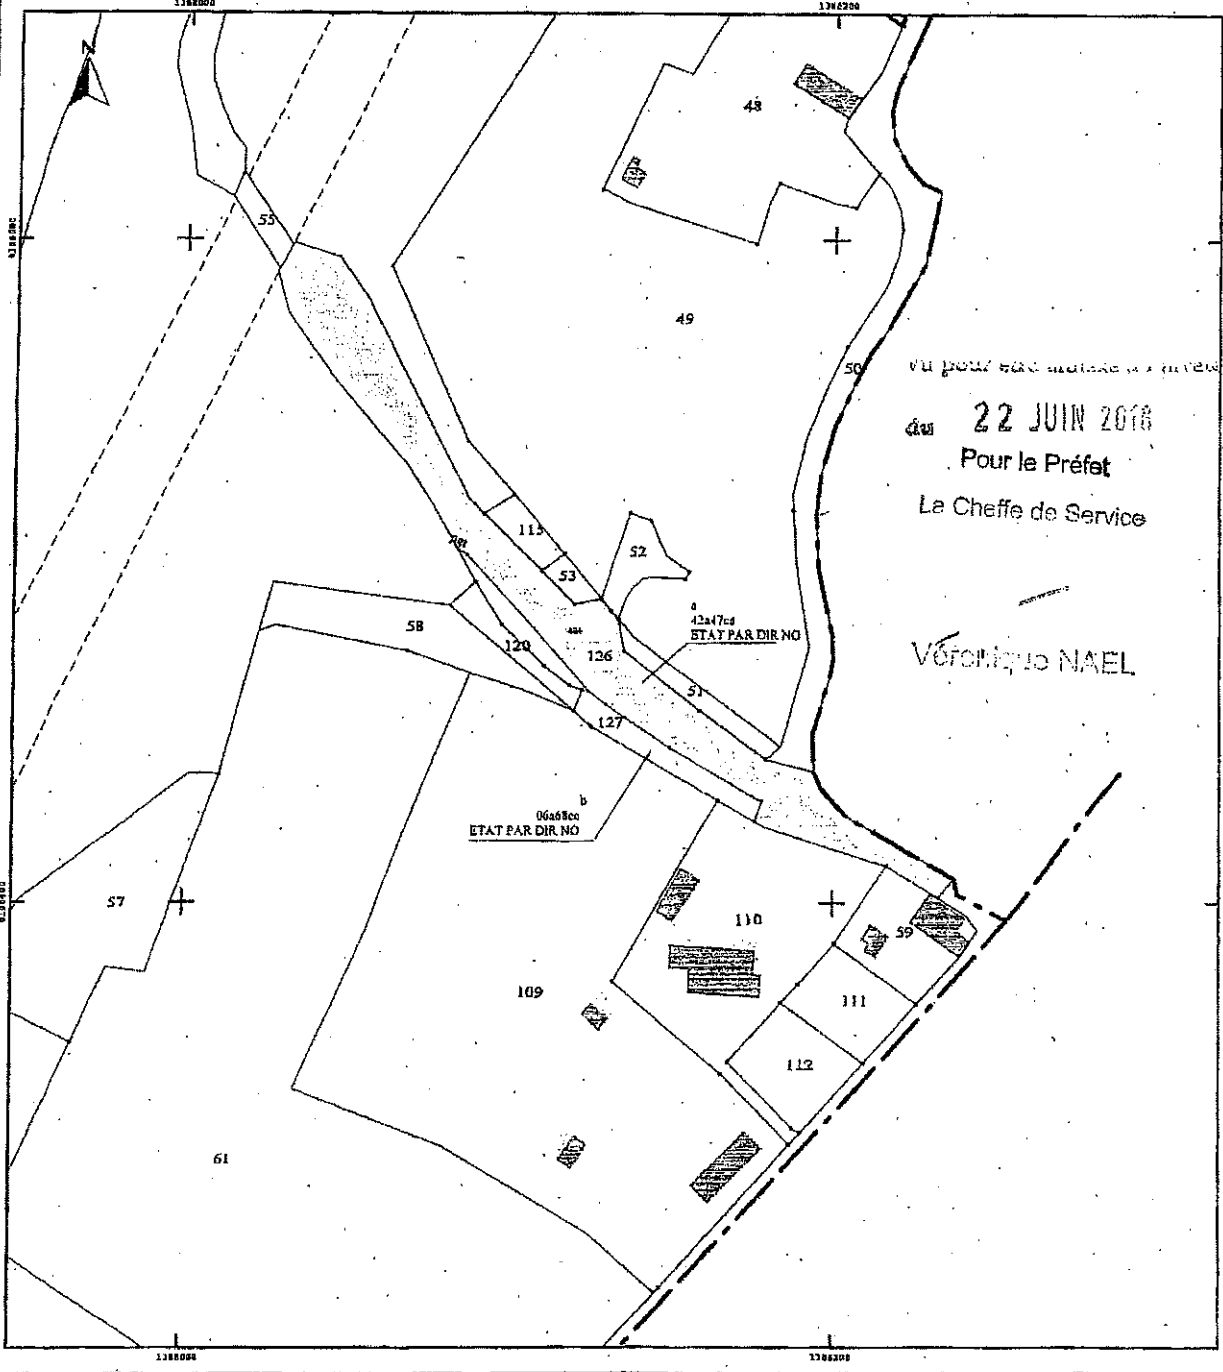 N
48
55
49
50
du 22 JUIN 2018
Pour le Préfet
La Cheffe de Service
115
52
53
a
42a47ca
ETAT PAR DIR NO
58
120
126
Véronique NAEL
51
127
b
06a68ca
ETAT PAR DIR NO
57
110
59
109
111
112
61